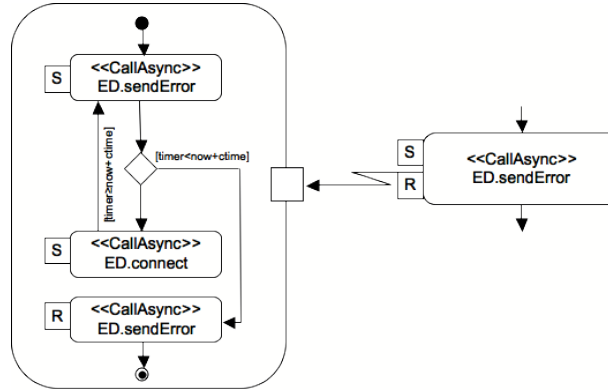 S
<<CallAsync>>
ED.sendError
[timer≥now+ctime]
[timer<now+ctime]
S
<<CallAsync>>
ED.connect
R
<<CallAsync>>
ED.sendError
S
R
<<CallAsync>>
ED.sendError